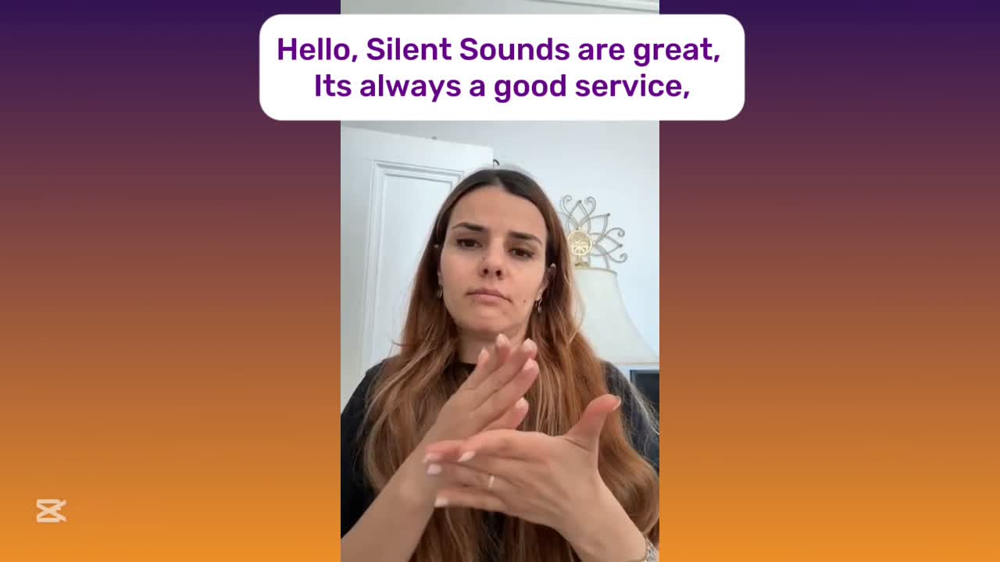 Hello, Silent Sounds are great,
Its always a good service,